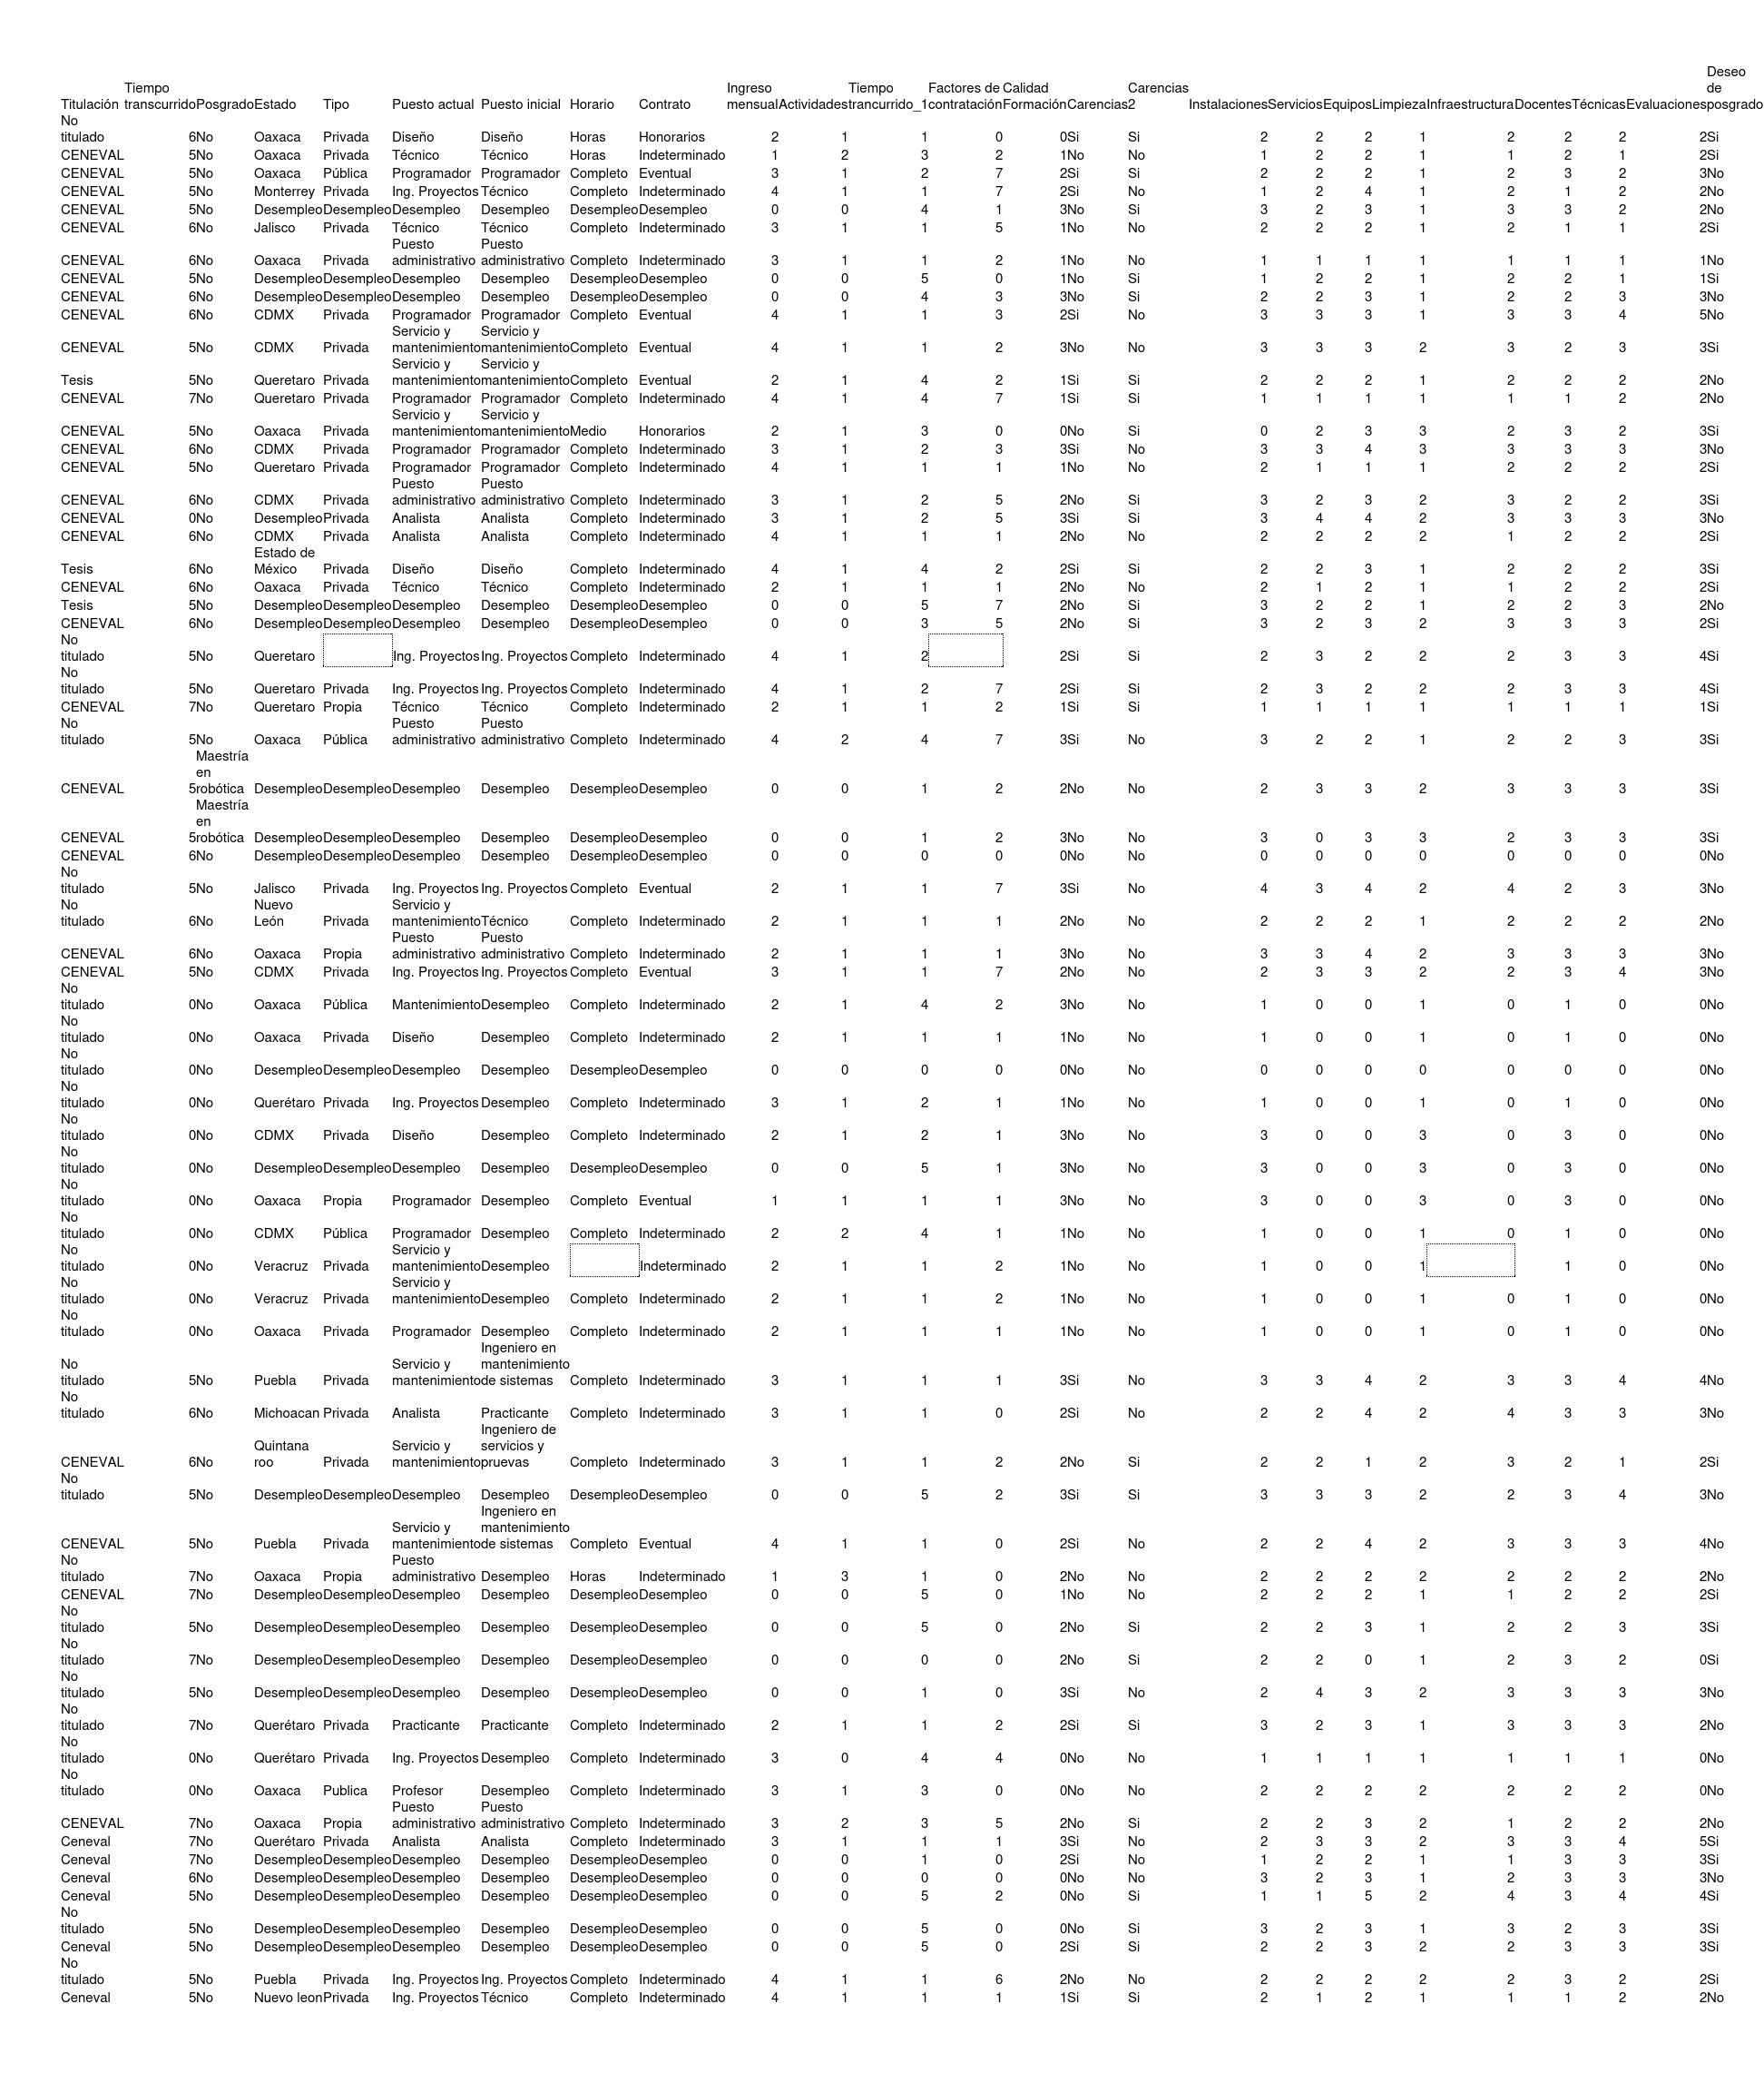 Titulación Tiempo transcurrido Posgrado Estado Tipo Puesto actual Puesto inicial Horario Contrato Ingreso mensual Actividades Tiempo trancurrido_1 Factores de contratación Calidad Formación Carencias Carencias 2 Instalaciones Servicios Equipos Limpieza Infraestructura Docentes Técnicas Evaluaciones Deseo de posgrado
No titulado 6 No Oaxaca Privada Diseño Diseño Horas Honorarios 2 1 1 0 0 Si Si 2 2 2 1 2 2 2 2 Si
CENEVAL 5 No Oaxaca Privada Técnico Técnico Horas Indeterminado 1 2 3 2 1 No No 1 2 2 1 1 2 1 2 Si
CENEVAL 5 No Oaxaca Pública Programador Programador Completo Eventual 3 1 2 7 2 Si Si 2 2 2 1 2 3 2 3 No
CENEVAL 5 No Monterrey Privada Ing. Proyectos Técnico Completo Indeterminado 4 1 1 7 2 Si No 1 2 4 1 2 1 2 2 No
CENEVAL 5 No Desempleo Desempleo Desempleo Desempleo Desempleo Desempleo 0 0 4 1 3 No Si 3 2 3 1 3 3 2 2 No
CENEVAL 6 No Jalisco Privada Técnico Técnico Completo Indeterminado 3 1 1 5 1 No No 2 2 2 1 2 1 1 2 Si
CENEVAL 6 No Oaxaca Privada Puesto administrativo Puesto administrativo Completo Indeterminado 3 1 1 2 1 No No 1 1 1 1 1 1 1 1 No
CENEVAL 5 No Desempleo Desempleo Desempleo Desempleo Desempleo Desempleo 0 0 5 0 1 No Si 1 2 2 1 2 2 1 1 Si
CENEVAL 6 No Desempleo Desempleo Desempleo Desempleo Desempleo Desempleo 0 0 4 3 3 No Si 2 2 3 1 2 2 3 3 No
CENEVAL 6 No CDMX Privada Programador Programador Completo Eventual 4 1 1 3 2 Si No 3 3 3 1 3 3 4 5 No
CENEVAL 5 No CDMX Privada Servicio y mantenimiento Servicio y mantenimiento Completo Eventual 4 1 1 2 3 No No 3 3 3 2 3 2 3 3 Si
Tesis 5 No Queretaro Privada Servicio y mantenimiento Servicio y mantenimiento Completo Eventual 2 1 4 2 1 Si Si 2 2 2 1 2 2 2 2 No
CENEVAL 7 No Queretaro Privada Programador Programador Completo Indeterminado 4 1 4 7 1 Si Si 1 1 1 1 1 1 2 2 No
CENEVAL 5 No Oaxaca Privada Servicio y mantenimiento Servicio y mantenimiento Medio Honorarios 2 1 3 0 0 No Si 0 2 3 3 2 3 2 3 Si
CENEVAL 6 No CDMX Privada Programador Programador Completo Indeterminado 3 1 2 3 3 Si No 3 3 4 3 3 3 3 3 No
CENEVAL 5 No Queretaro Privada Programador Programador Completo Indeterminado 4 1 1 1 1 No No 2 1 1 1 2 2 2 2 Si
CENEVAL 6 No CDMX Privada Puesto administrativo Puesto administrativo Completo Indeterminado 3 1 2 5 2 No Si 3 2 3 2 3 2 2 3 Si
CENEVAL 0 No Desempleo Privada Analista Analista Completo Indeterminado 3 1 2 5 3 Si Si 3 4 4 2 3 3 3 3 No
CENEVAL 6 No CDMX Privada Analista Analista Completo Indeterminado 4 1 1 1 2 No No 2 2 2 2 1 2 2 2 Si
Tesis 6 No Estado de México Privada Diseño Diseño Completo Indeterminado 4 1 4 2 2 Si Si 2 2 3 1 2 2 2 3 Si
CENEVAL 6 No Oaxaca Privada Técnico Técnico Completo Indeterminado 2 1 1 1 2 No No 2 1 2 1 1 2 2 2 Si
Tesis 5 No Desempleo Desempleo Desempleo Desempleo Desempleo Desempleo 0 0 5 7 2 No Si 3 2 2 1 2 2 3 2 No
CENEVAL 6 No Desempleo Desempleo Desempleo Desempleo Desempleo Desempleo 0 0 3 5 2 No Si 3 2 3 2 3 3 3 2 Si
No titulado 5 No Queretaro Ing. Proyectos Ing. Proyectos Completo Indeterminado 4 1 2 2 Si Si 2 3 2 2 2 3 3 4 Si
No titulado 5 No Queretaro Privada Ing. Proyectos Ing. Proyectos Completo Indeterminado 4 1 2 7 2 Si Si 2 3 2 2 2 3 3 4 Si
CENEVAL 7 No Queretaro Propia Técnico Técnico Completo Indeterminado 2 1 1 2 1 Si Si 1 1 1 1 1 1 1 1 Si
No titulado 5 No Oaxaca Pública Puesto administrativo Puesto administrativo Completo Indeterminado 4 2 4 7 3 Si No 3 2 2 1 2 2 3 3 Si
CENEVAL 5 Maestría en robótica Desempleo Desempleo Desempleo Desempleo Desempleo Desempleo 0 0 1 2 2 No No 2 3 3 2 3 3 3 3 Si
CENEVAL 5 Maestría en robótica Desempleo Desempleo Desempleo Desempleo Desempleo Desempleo 0 0 1 2 3 No No 3 0 3 3 2 3 3 3 Si
CENEVAL 6 No Desempleo Desempleo Desempleo Desempleo Desempleo Desempleo 0 0 0 0 0 No No 0 0 0 0 0 0 0 0 No
No titulado 5 No Jalisco Privada Ing. Proyectos Ing. Proyectos Completo Eventual 2 1 1 7 3 Si No 4 3 4 2 4 2 3 3 No
No titulado 6 No Nuevo León Privada Servicio y mantenimiento Técnico Completo Indeterminado 2 1 1 1 2 No No 2 2 2 1 2 2 2 2 No
CENEVAL 6 No Oaxaca Propia Puesto administrativo Puesto administrativo Completo Indeterminado 2 1 1 1 3 No No 3 3 4 2 3 3 3 3 No
CENEVAL 5 No CDMX Privada Ing. Proyectos Ing. Proyectos Completo Eventual 3 1 1 7 2 No No 2 3 3 2 2 3 4 3 No
No titulado 0 No Oaxaca Pública Mantenimiento Desempleo Completo Indeterminado 2 1 4 2 3 No No 1 0 0 1 0 1 0 0 No
No titulado 0 No Oaxaca Privada Diseño Desempleo Completo Indeterminado 2 1 1 1 1 No No 1 0 0 1 0 1 0 0 No
No titulado 0 No Desempleo Desempleo Desempleo Desempleo Desempleo Desempleo 0 0 0 0 0 No No 0 0 0 0 0 0 0 0 No
No titulado 0 No Querétaro Privada Ing. Proyectos Desempleo Completo Indeterminado 3 1 2 1 1 No No 1 0 0 1 0 1 0 0 No
No titulado 0 No CDMX Privada Diseño Desempleo Completo Indeterminado 2 1 2 1 3 No No 3 0 0 3 0 3 0 0 No
No titulado 0 No Desempleo Desempleo Desempleo Desempleo Desempleo Desempleo 0 0 5 1 3 No No 3 0 0 3 0 3 0 0 No
No titulado 0 No Oaxaca Propia Programador Desempleo Completo Eventual 1 1 1 1 3 No No 3 0 0 3 0 3 0 0 No
No titulado 0 No CDMX Pública Programador Desempleo Completo Indeterminado 2 2 4 1 1 No No 1 0 0 1 0 1 0 0 No
No titulado 0 No Veracruz Privada Servicio y mantenimiento Desempleo Indeterminado 2 1 1 2 1 No No 1 0 0 1 1 0 0 No
No titulado 0 No Veracruz Privada Servicio y mantenimiento Desempleo Completo Indeterminado 2 1 1 2 1 No No 1 0 0 1 0 1 0 0 No
No titulado 0 No Oaxaca Privada Programador Desempleo Completo Indeterminado 2 1 1 1 1 No No 1 0 0 1 0 1 0 0 No
No titulado 5 No Puebla Privada Servicio y mantenimiento Ingeniero en mantenimiento de sistemas Completo Indeterminado 3 1 1 1 3 Si No 3 3 4 2 3 3 4 4 No
No titulado 6 No Michoacan Privada Analista Practicante Completo Indeterminado 3 1 1 0 2 Si No 2 2 4 2 4 3 3 3 No
CENEVAL 6 No Quintana roo Privada Servicio y mantenimiento Ingeniero de servicios y pruevas Completo Indeterminado 3 1 1 2 2 No Si 2 2 1 2 3 2 1 2 Si
No titulado 5 No Desempleo Desempleo Desempleo Desempleo Desempleo Desempleo 0 0 5 2 3 Si Si 3 3 3 2 2 3 4 3 No
CENEVAL 5 No Puebla Privada Servicio y mantenimiento Ingeniero en mantenimiento de sistemas Completo Eventual 4 1 1 0 2 Si No 2 2 4 2 3 3 3 4 No
No titulado 7 No Oaxaca Propia Puesto administrativo Desempleo Horas Indeterminado 1 3 1 0 2 No No 2 2 2 2 2 2 2 2 No
CENEVAL 7 No Desempleo Desempleo Desempleo Desempleo Desempleo Desempleo 0 0 5 0 1 No No 2 2 2 1 1 2 2 2 Si
No titulado 5 No Desempleo Desempleo Desempleo Desempleo Desempleo Desempleo 0 0 5 0 2 No Si 2 2 3 1 2 2 3 3 Si
No titulado 7 No Desempleo Desempleo Desempleo Desempleo Desempleo Desempleo 0 0 0 0 2 No Si 2 2 0 1 2 3 2 0 Si
No titulado 5 No Desempleo Desempleo Desempleo Desempleo Desempleo Desempleo 0 0 1 0 3 Si No 2 4 3 2 3 3 3 3 No
No titulado 7 No Querétaro Privada Practicante Practicante Completo Indeterminado 2 1 1 2 2 Si Si 3 2 3 1 3 3 3 2 No
No titulado 0 No Querétaro Privada Ing. Proyectos Desempleo Completo Indeterminado 3 0 4 4 0 No No 1 1 1 1 1 1 1 0 No
No titulado 0 No Oaxaca Publica Profesor Desempleo Completo Indeterminado 3 1 3 0 0 No No 2 2 2 2 2 2 2 0 No
CENEVAL 7 No Oaxaca Propia Puesto administrativo Puesto administrativo Completo Indeterminado 3 2 3 5 2 No Si 2 2 3 2 1 2 2 2 No
Ceneval 7 No Querétaro Privada Analista Analista Completo Indeterminado 3 1 1 1 3 Si No 2 3 3 2 3 3 4 5 Si
Ceneval 7 No Desempleo Desempleo Desempleo Desempleo Desempleo Desempleo 0 0 1 0 2 Si No 1 2 2 1 1 3 3 3 Si
Ceneval 6 No Desempleo Desempleo Desempleo Desempleo Desempleo Desempleo 0 0 0 0 0 No No 3 2 3 1 2 3 3 3 No
Ceneval 5 No Desempleo Desempleo Desempleo Desempleo Desempleo Desempleo 0 0 5 2 0 No Si 1 1 5 2 4 3 4 4 Si
No titulado 5 No Desempleo Desempleo Desempleo Desempleo Desempleo Desempleo 0 0 5 0 0 No Si 3 2 3 1 3 2 3 3 Si
Ceneval 5 No Desempleo Desempleo Desempleo Desempleo Desempleo Desempleo 0 0 5 0 2 Si Si 2 2 3 2 2 3 3 3 Si
No titulado 5 No Puebla Privada Ing. Proyectos Ing. Proyectos Completo Indeterminado 4 1 1 6 2 No No 2 2 2 2 2 3 2 2 Si
Ceneval 5 No Nuevo leon Privada Ing. Proyectos Técnico Completo Indeterminado 4 1 1 1 1 Si Si 2 1 2 1 1 1 2 2 No